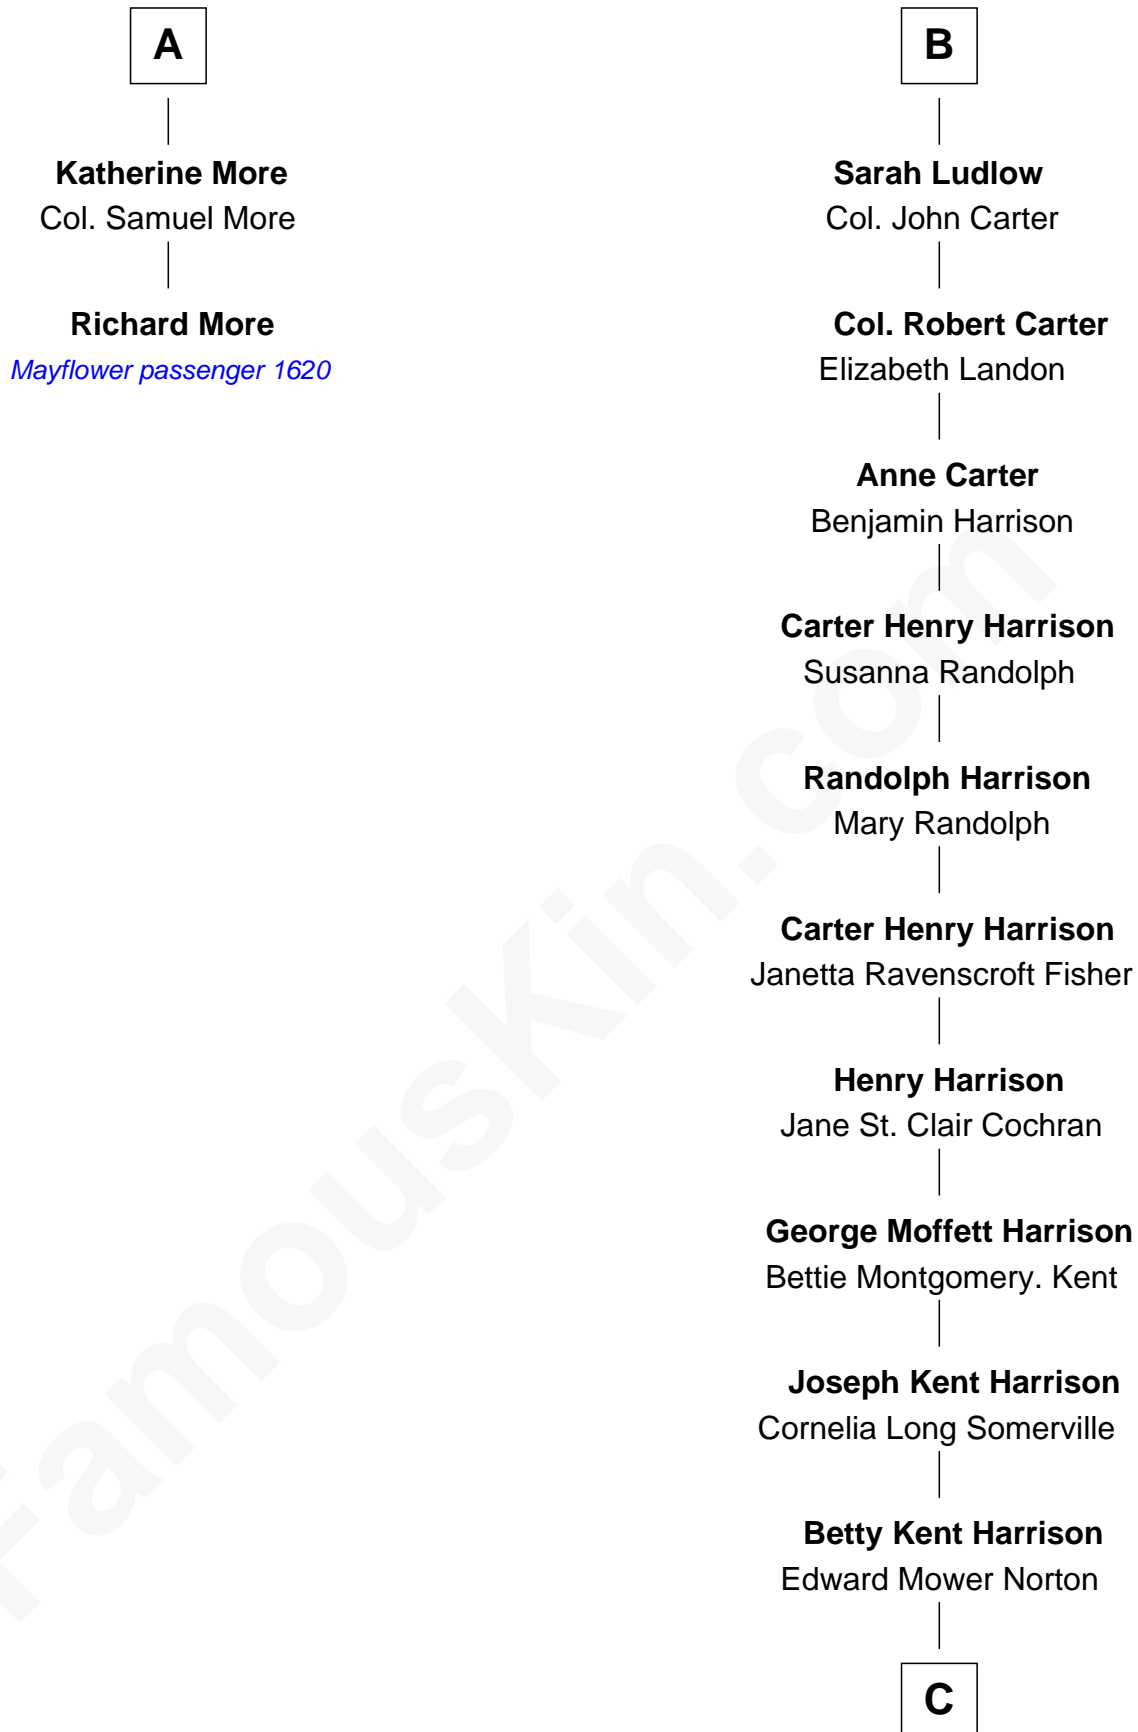 A
Katherine More
Col. Samuel More
Richard More
Mayflower passenger 1620
B
Sarah Ludlow
Col. John Carter
Col. Robert Carter
Elizabeth Landon
Anne Carter
Benjamin Harrison
Carter Henry Harrison
Susanna Randolph
Randolph Harrison
Mary Randolph
Carter Henry Harrison
Janetta Ravenscroft Fisher
Henry Harrison
Jane St. Clair Cochran
George Moffett Harrison
Bettie Montgomery. Kent
Joseph Kent Harrison
Cornelia Long Somerville
Betty Kent Harrison
Edward Mower Norton
C
FamousKin.com